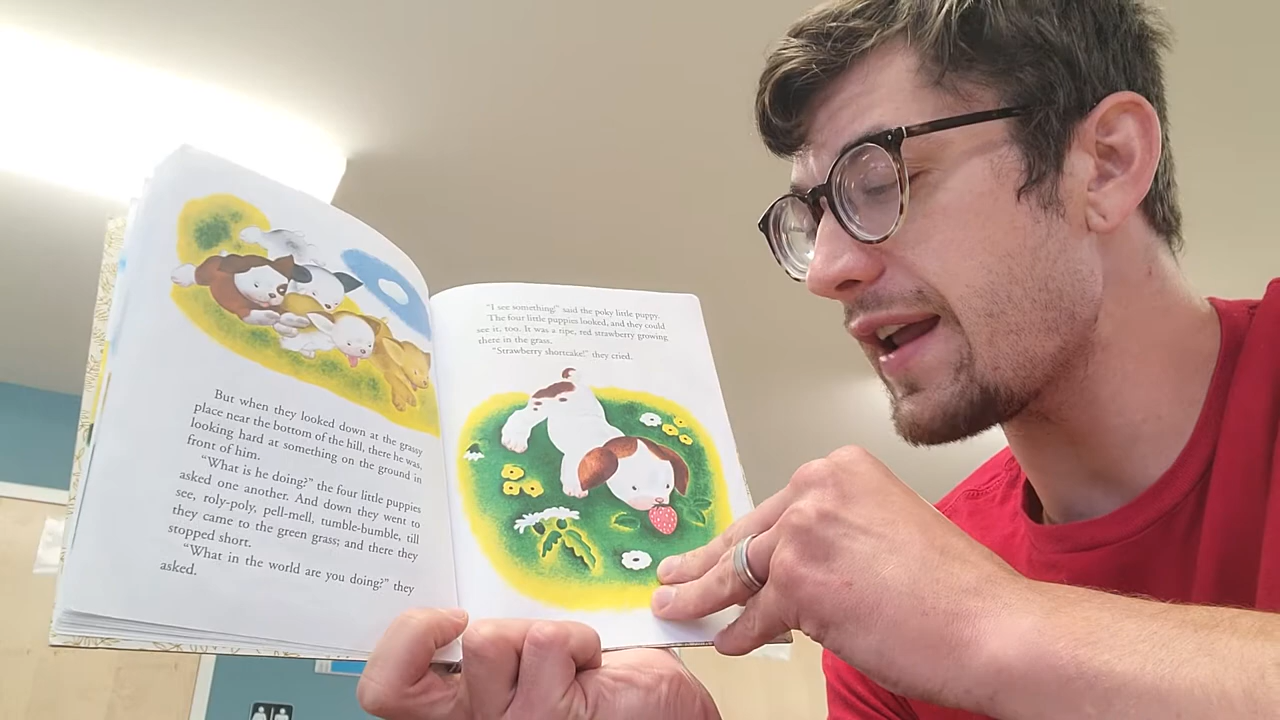 But when they looked down at the grassy
place near the bottom of the hill, there he was,
looking hard at something on the ground in
front of him.
"What is he doing?" the four little puppies
asked one another. And down they went to
see, roly-poly, pell-mell, tumble-bumble, till
they came to the green grass; and there they
stopped short.
"What in the world are you doing?" they
asked.
"I see something!" said the poky little puppy.
The four little puppies looked, and they could
see it, too. It was a ripe, red strawberry growing
there in the grass.
"Strawberry shortcake!" they cried.